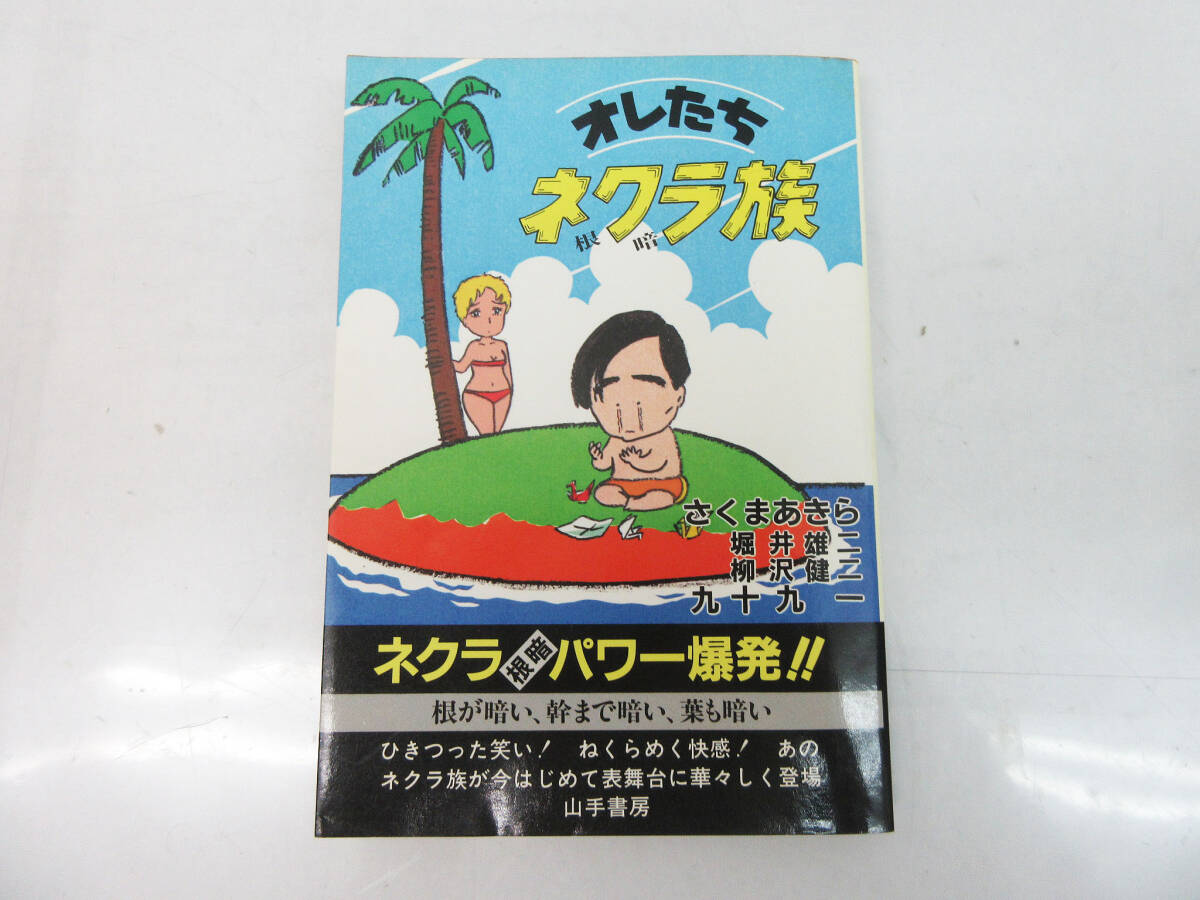 オレたち
ネクラ族
根暗
さくまあきら
堀井雄二
柳沢健二
九十九一
ネクラ根暗パワー爆発!!
根が暗い、幹まで暗い、葉も暗い
ひきつった笑い! ねくらめく快感! あの
ネクラ族が今はじめて表舞台に華々しく登場
山手書房